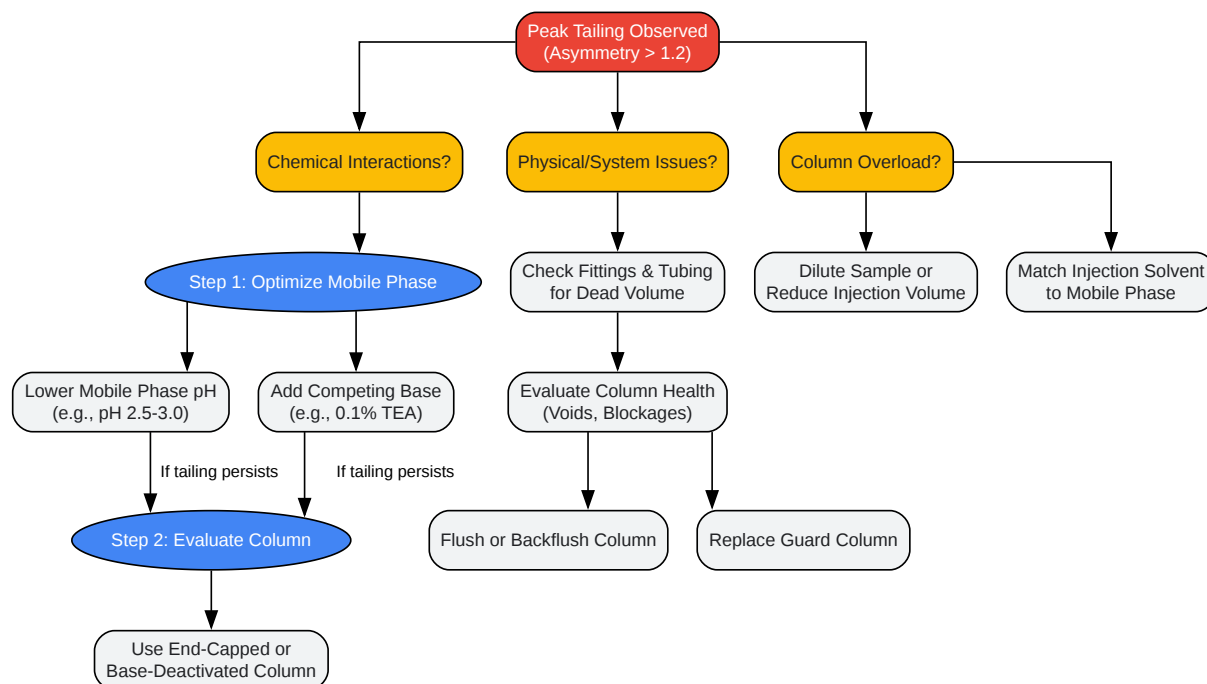 Peak Tailing Observed
(Asymmetry > 1.2)
Chemical Interactions?
Physical/System Issues?
Column Overload?
Step 1: Optimize Mobile Phase
Check Fittings & Tubing
for Dead Volume
Dilute Sample or
Reduce Injection Volume
Match Injection Solvent
to Mobile Phase
Lower Mobile Phase pH
(e.g., pH 2.5-3.0)
Add Competing Base
(e.g., 0.1% TEA)
Evaluate Column Health
(Voids, Blockages)
If tailing persists
If tailing persists
Step 2: Evaluate Column
Flush or Backflush Column
Replace Guard Column
Use End-Capped or
Base-Deactivated Column